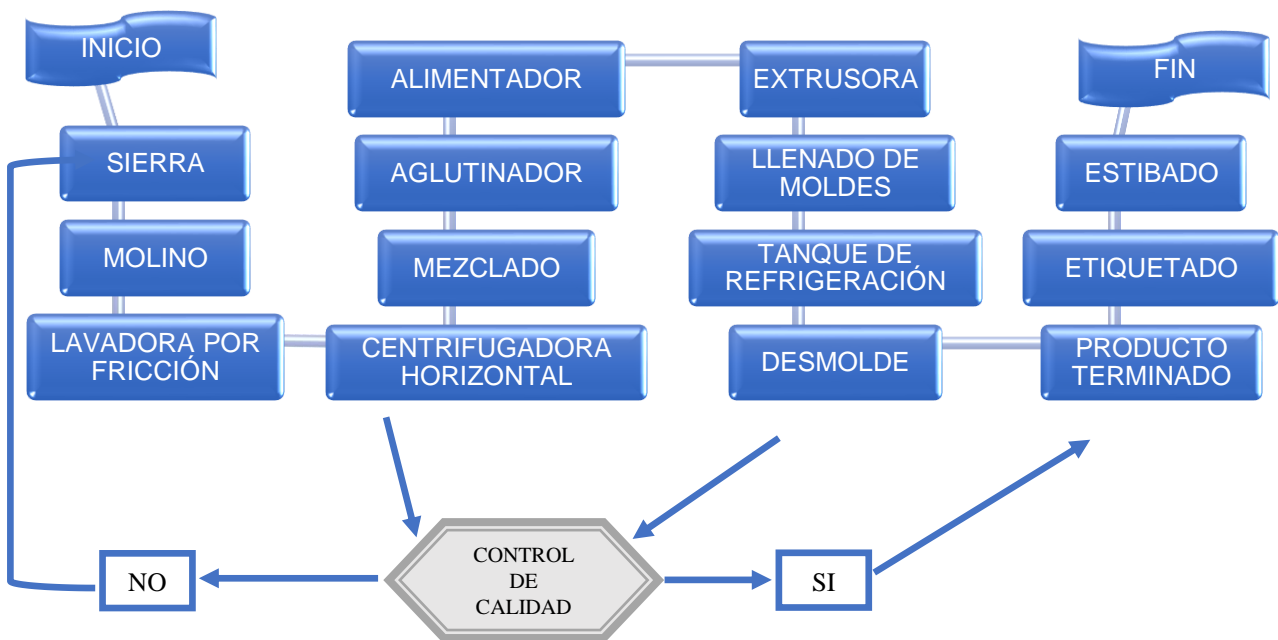 INICIO
SIERRA
MOLINO
LAVADORA POR
FRICCIÓN
CENTRIFUGADORA
HORIZONTAL
MEZCLADO
AGLUTINADOR
ALIMENTADOR
EXTRUSORA
LLENADO DE
MOLDES
TANQUE DE
REFRIGERACIÓN
DESMOLDE
PRODUCTO
TERMINADO
ETIQUETADO
ESTIBADO
FIN
CONTROL
DE
CALIDAD
NO
SI